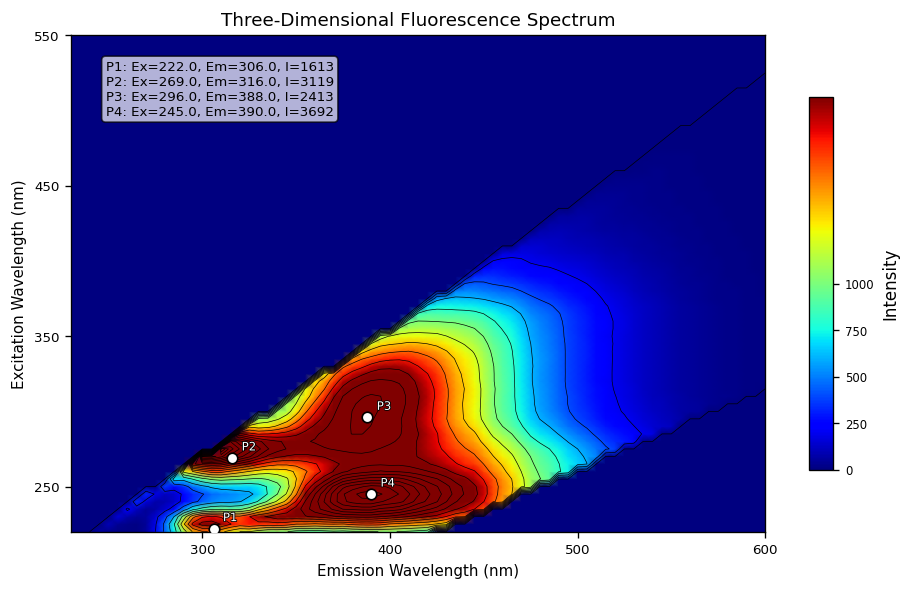 Three-Dimensional Fluorescence Spectrum
550
450
350
250
Excitation Wavelength (nm)
P1: Ex=222.0, Em=306.0, I=1613
P2: Ex=269.0, Em=316.0, I=3119
P3: Ex=296.0, Em=388.0, I=2413
P4: Ex=245.0, Em=390.0, I=3692
P3
P2
P4
P1
300
400
500
600
Emission Wavelength (nm)
1000
750
500
250
0
Intensity